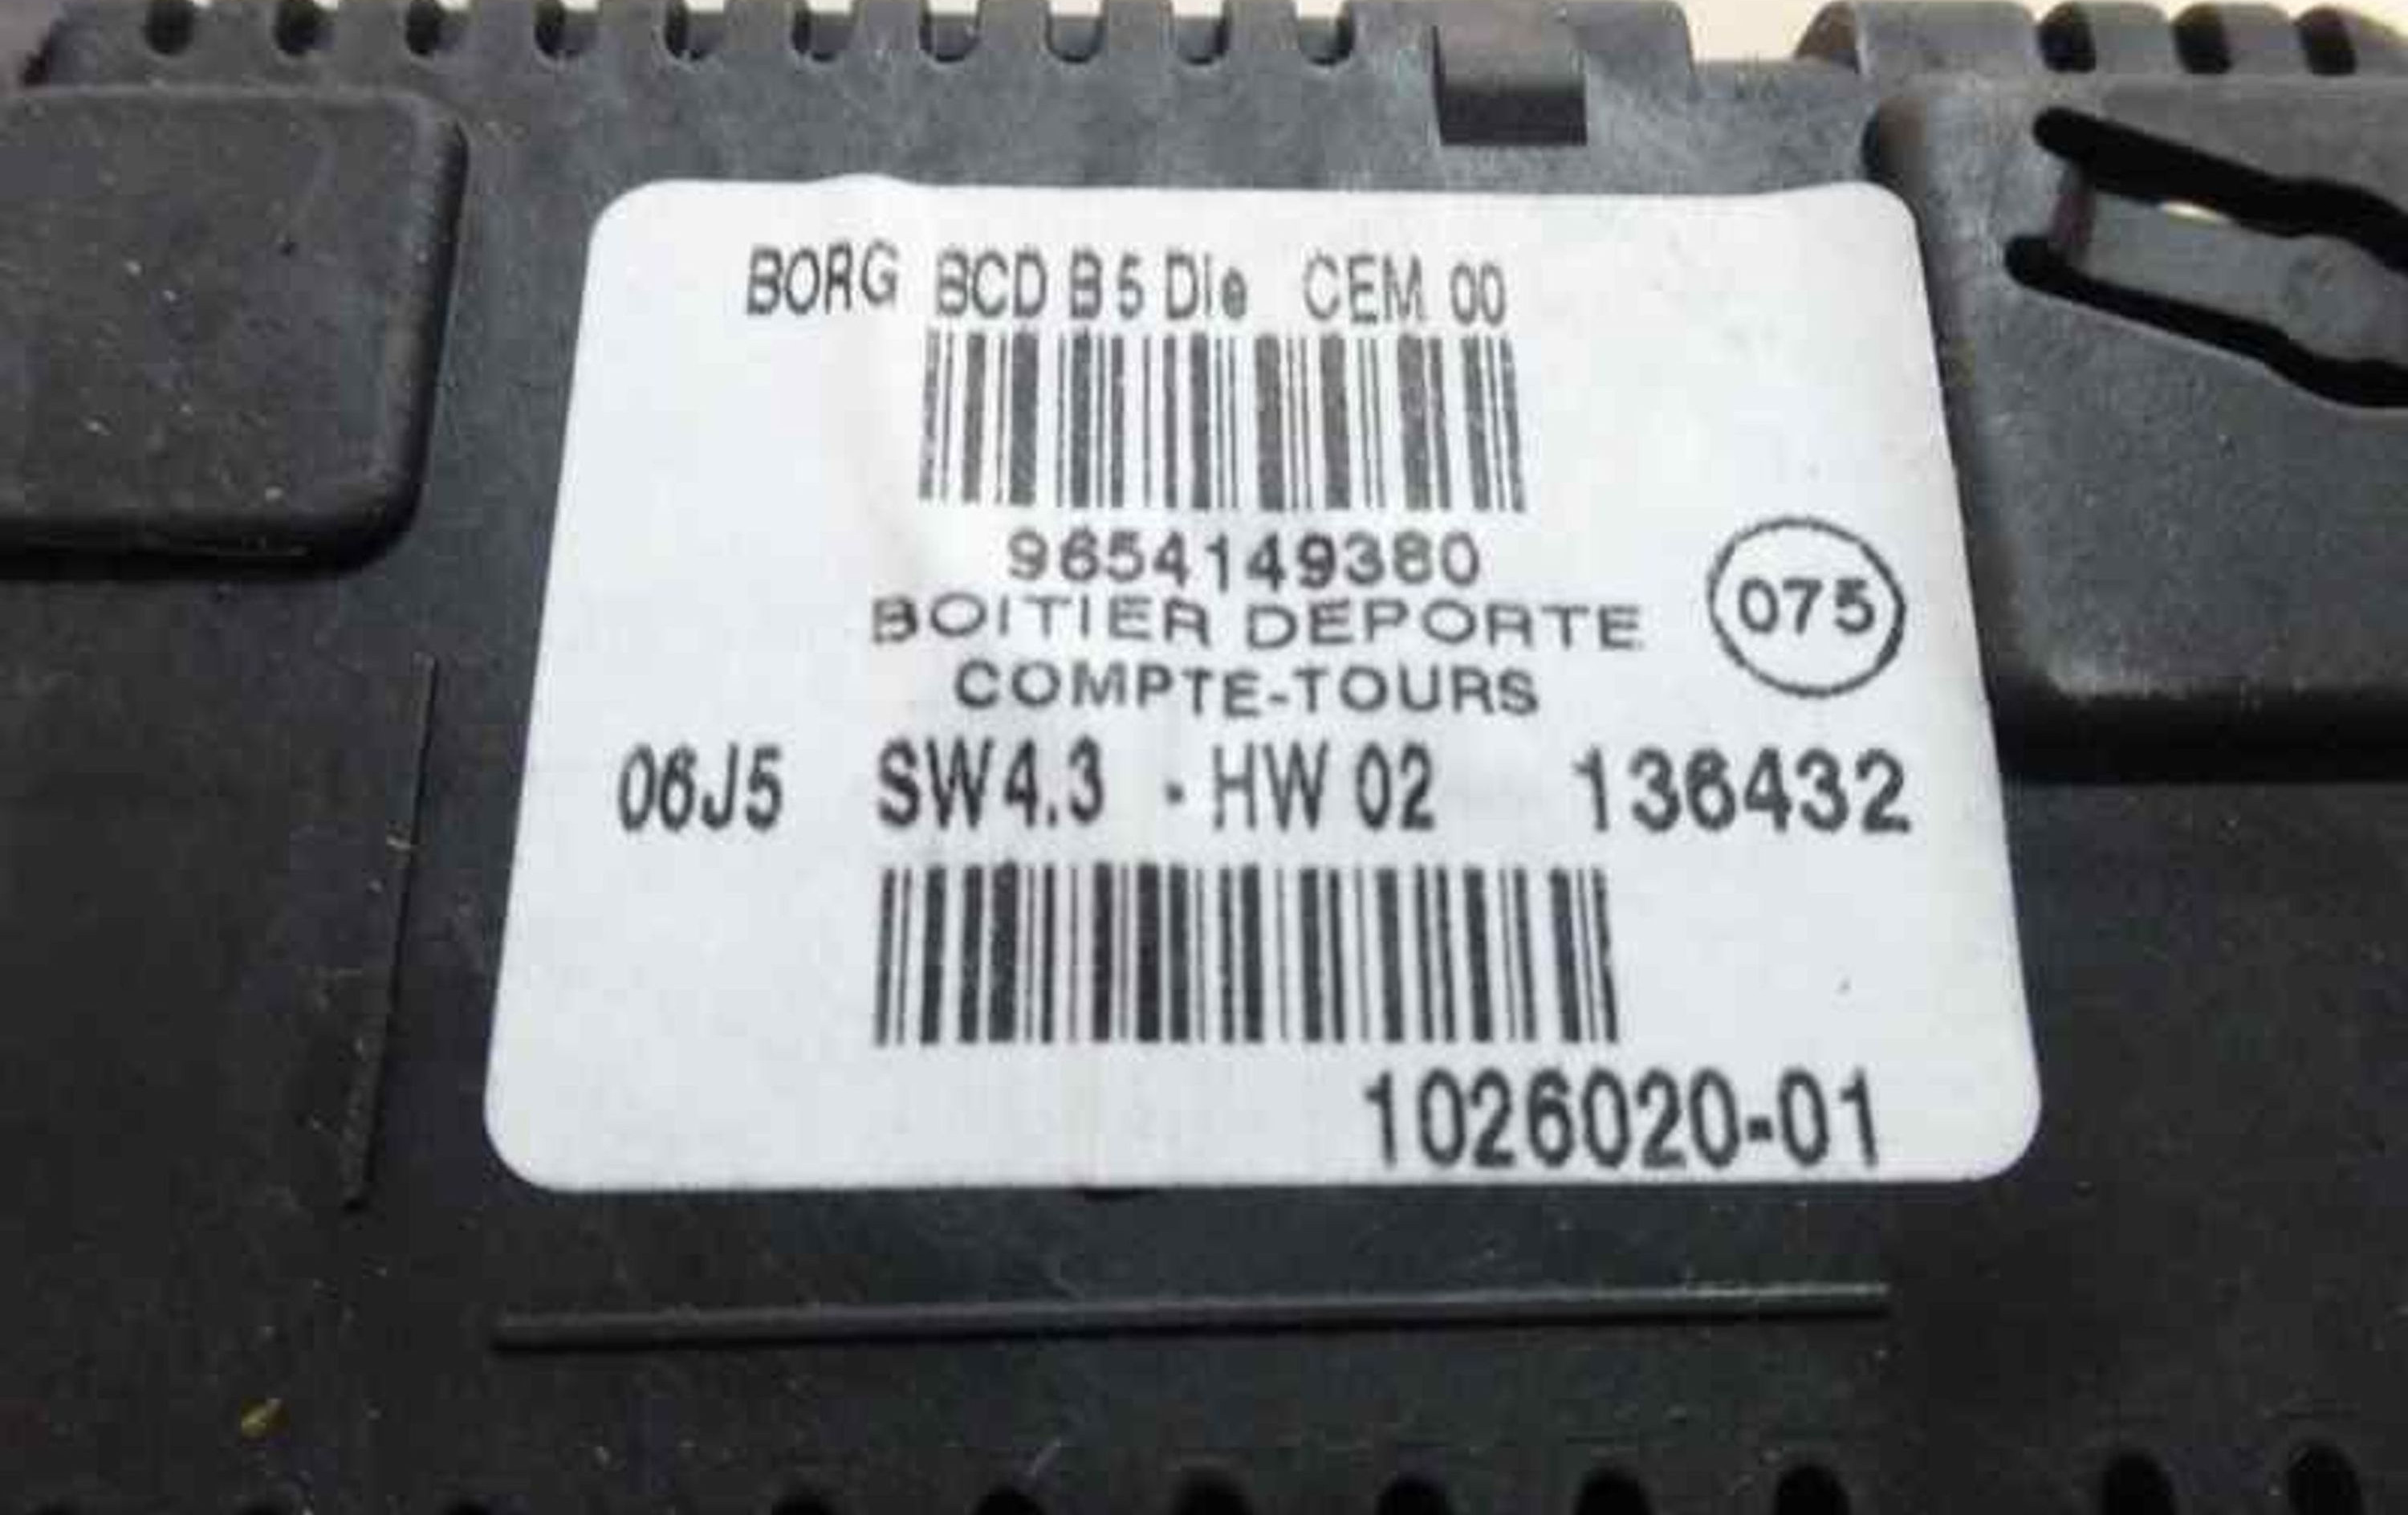 BORG BCD B5 Die CEM 00
9654149380
BOITIER DEPORTE
COMPTE-TOURS
075
06J5 SW4.3 - HW 02 136432
1026020-01